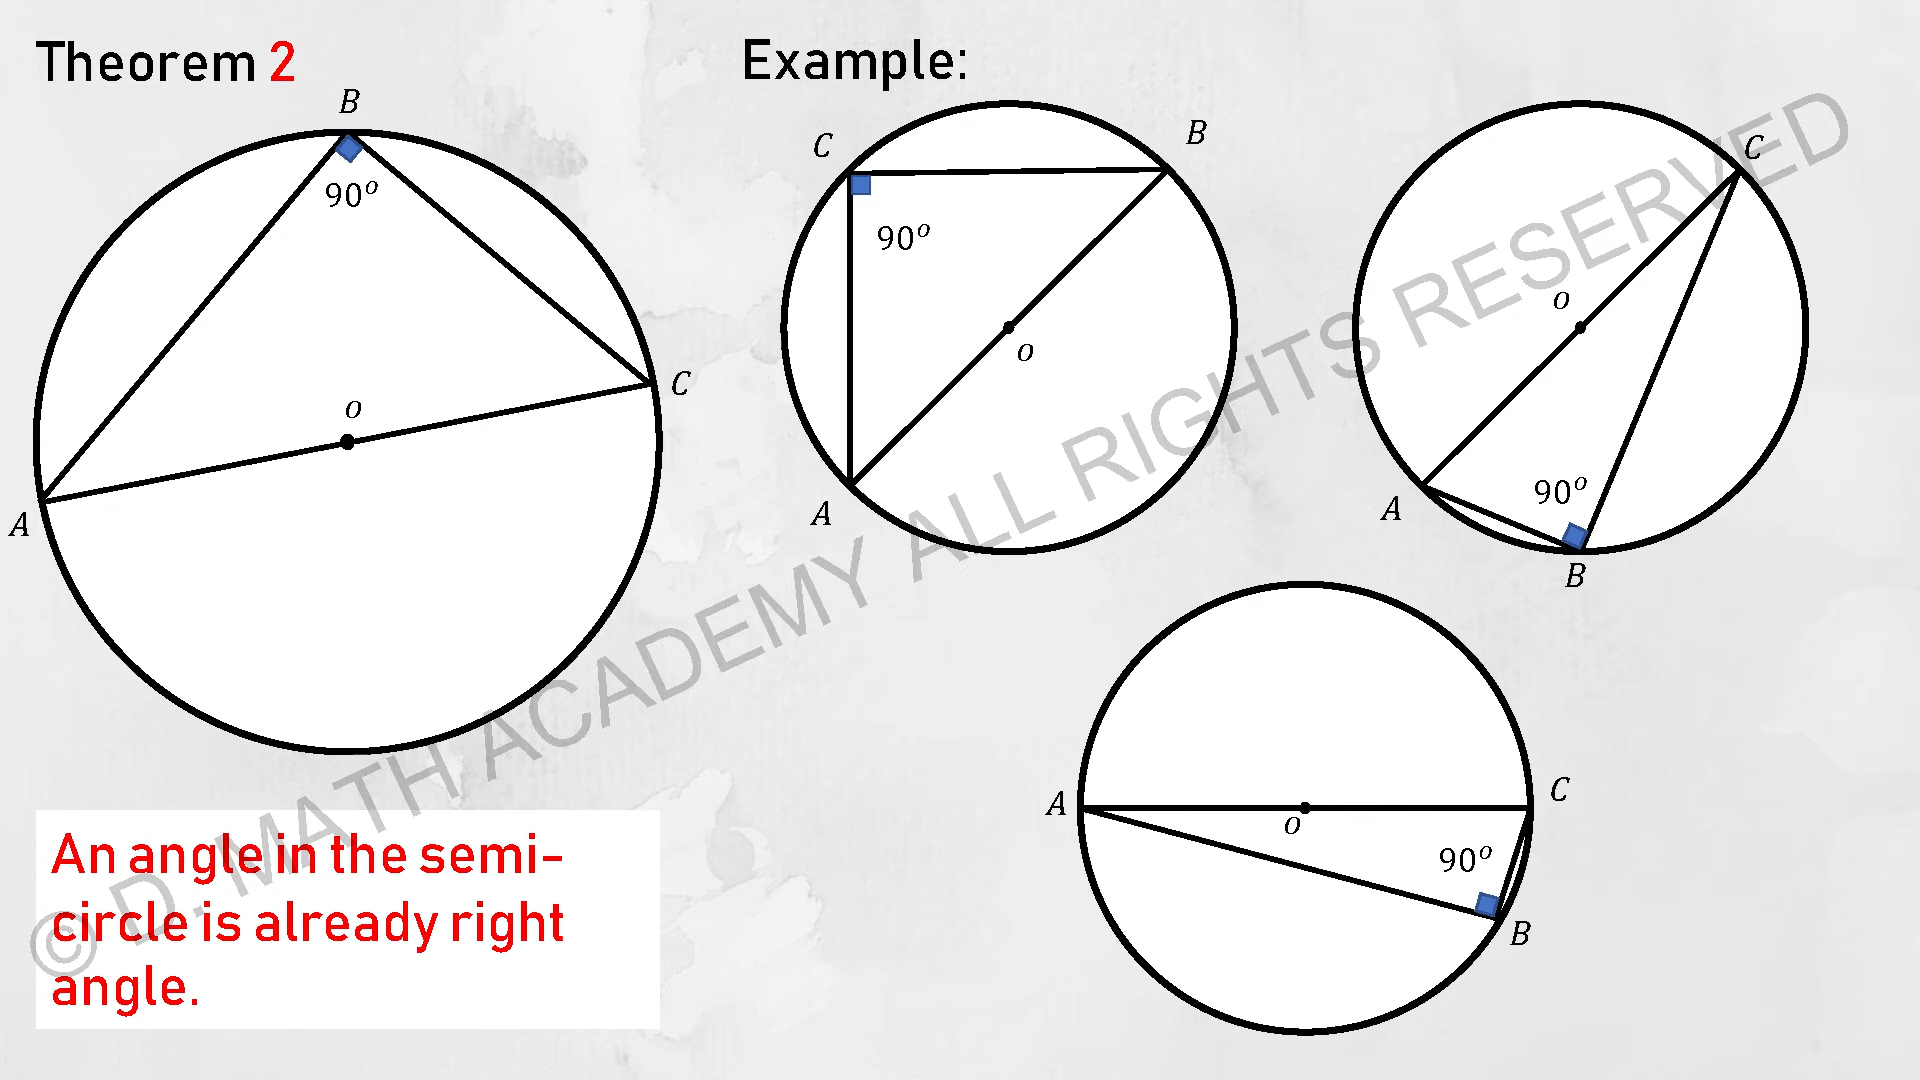 Theorem 2
B
90°
C
o
A
An angle in the semi-
circle is already right
angle.
Example:
C
B
90°
o
A
C
o
90°
A
B
A
C
o
90°
B
© D. MATH ACADEMY ALL RIGHTS RESERVED